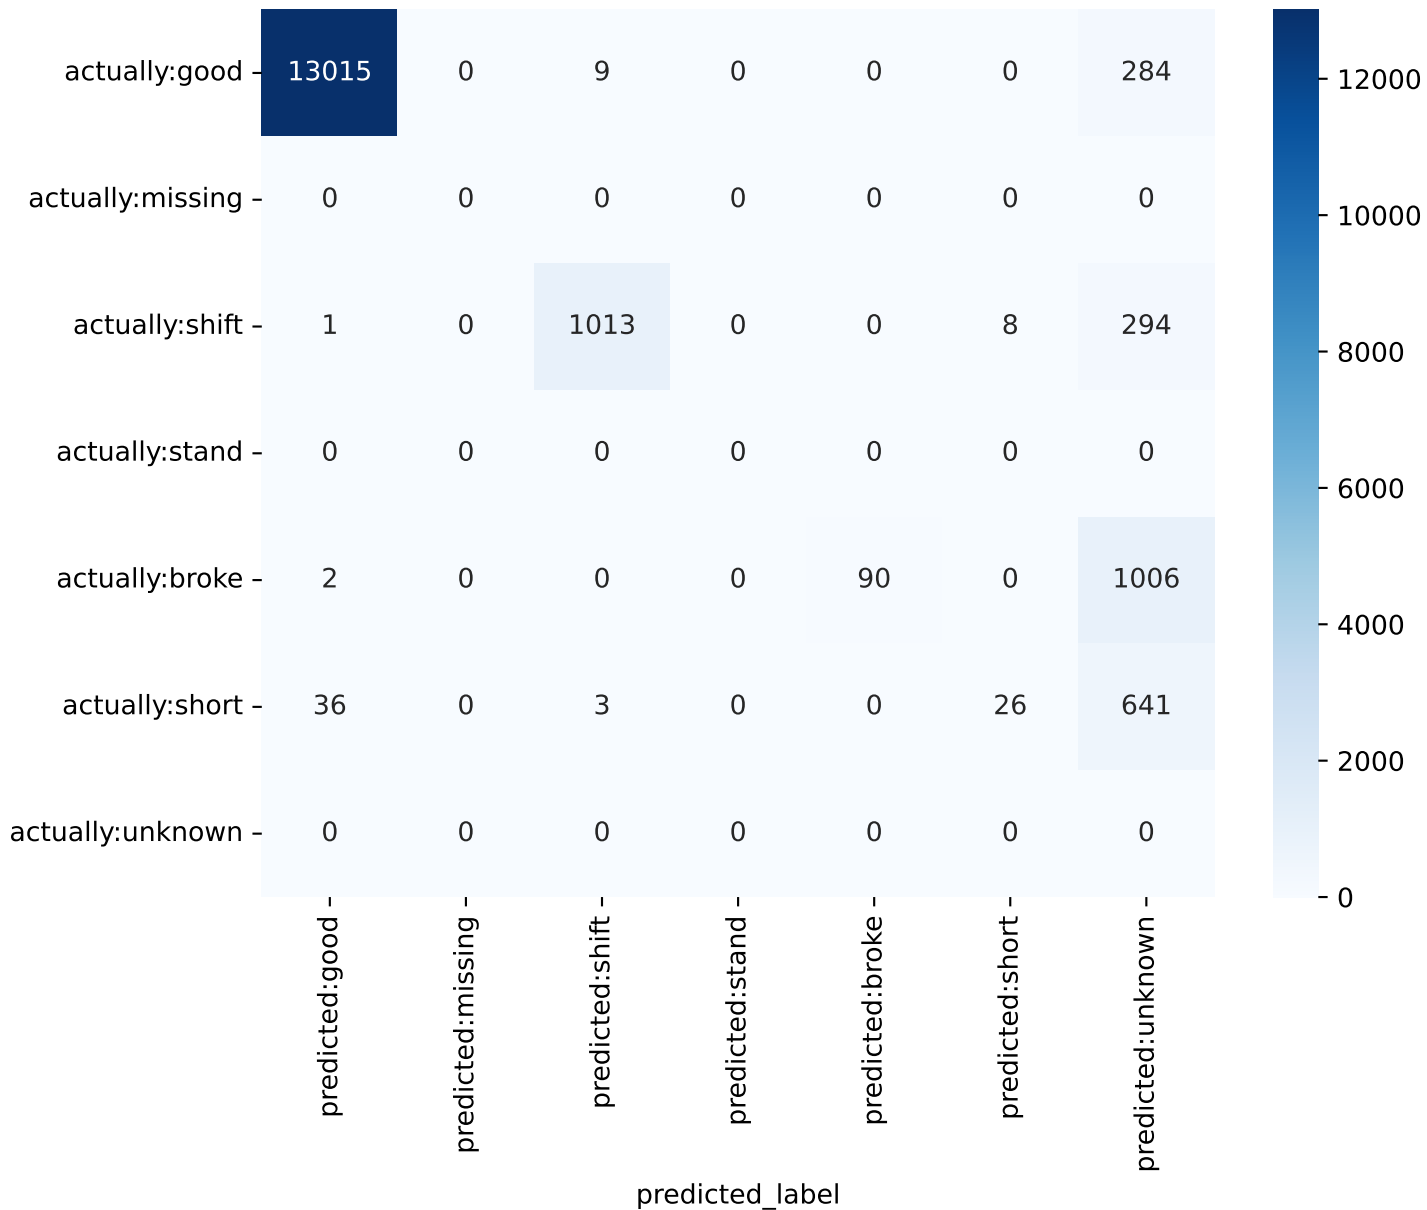 actually:good 13015 0 9 0 0 0 284
actually:missing 0 0 0 0 0 0 0
actually:shift 1 0 1013 0 0 8 294
actually:stand 0 0 0 0 0 0 0
actually:broke 2 0 0 0 90 0 1006
actually:short 36 0 3 0 0 26 641
actually:unknown 0 0 0 0 0 0 0
predicted:good
predicted:missing
predicted:shift
predicted:stand
predicted:broke
predicted:short
predicted:unknown
predicted_label
12000
10000
8000
6000
4000
2000
0